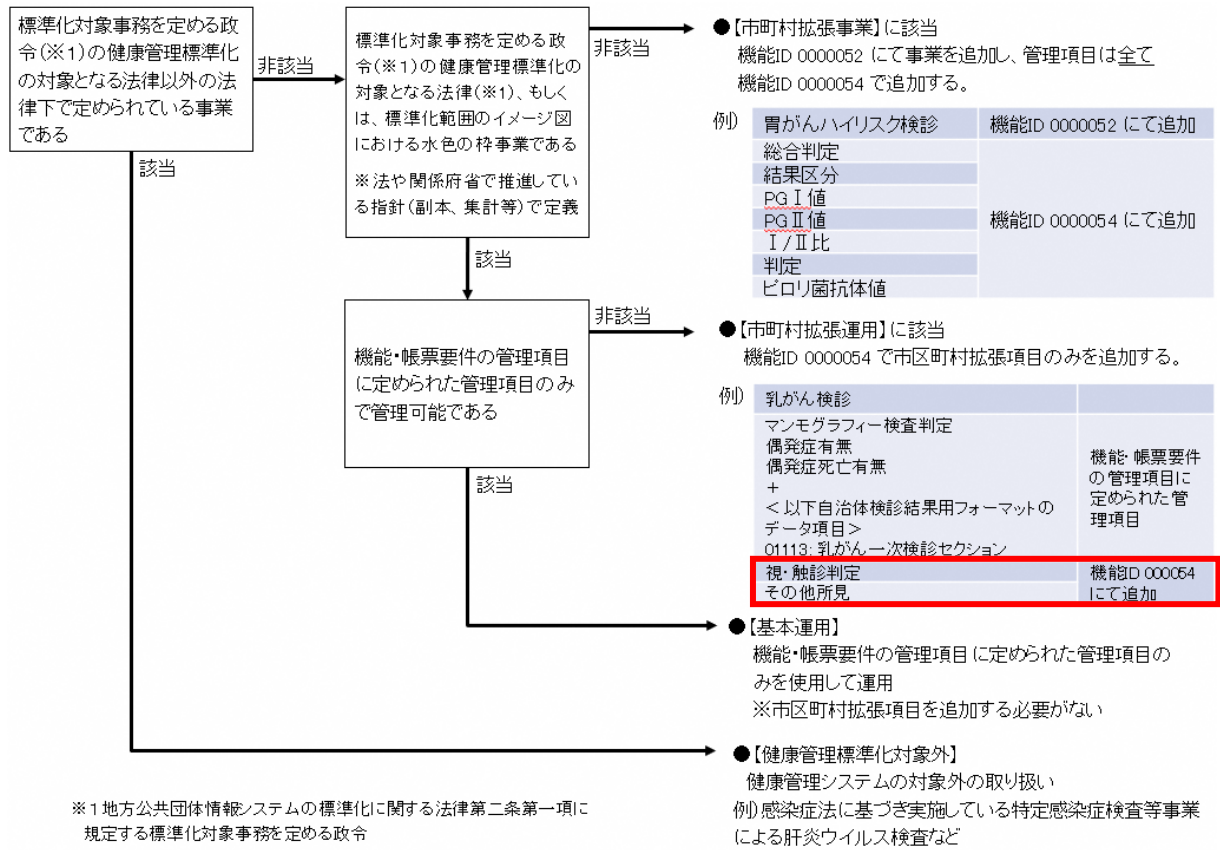 標準化対象事務を定める政
令(※1)の健康管理標準化
の対象となる法律以外の法
律下で定められている事業
である
非該当
該当
標準化対象事務を定める政
令(※1)の健康管理標準化の
対象となる法律(※1)、もしく
は、標準化範囲のイメージ図
における水色の枠事業である
※法や関係府省で推進してい
る指針(副本、集計等)で定義
非該当
該当
機能・帳票要件の管理項目
に定められた管理項目のみ
で管理可能である
非該当
該当
●【市町村拡張事業】に該当
機能ID 0000052 にて事業を追加し、管理項目は全て
機能ID 0000054 で追加する。
例)
胃がんハイリスク検診
機能ID 0000052 にて追加
総合判定
結果区分
PGⅠ値
PGⅡ値
Ⅰ/Ⅱ比
判定
ピロリ菌抗体値
機能ID 0000054 にて追加
●【市町村拡張運用】に該当
機能ID 0000054 で市区町村拡張項目のみを追加する。
例)
乳がん検診
マンモグラフィー検査判定
偶発症有無
偶発症死亡有無
+
<以下自治体検診結果用フォーマットの
データ項目>
01113:乳がん一次検診セクション
機能・帳票要件
の管理項目に
定められた管
理項目
視・触診判定
その他所見
機能ID 000054
にて追加
●【基本運用】
機能・帳票要件の管理項目に定められた管理項目の
みを使用して運用
※市区町村拡張項目を追加する必要がない
●【健康管理標準化対象外】
健康管理システムの対象外の取り扱い
例)感染症法に基づき実施している特定感染症検査等事業
による肝炎ウイルス検査など
※1地方公共団体情報システムの標準化に関する法律第二条第一項に
規定する標準化対象事務を定める政令